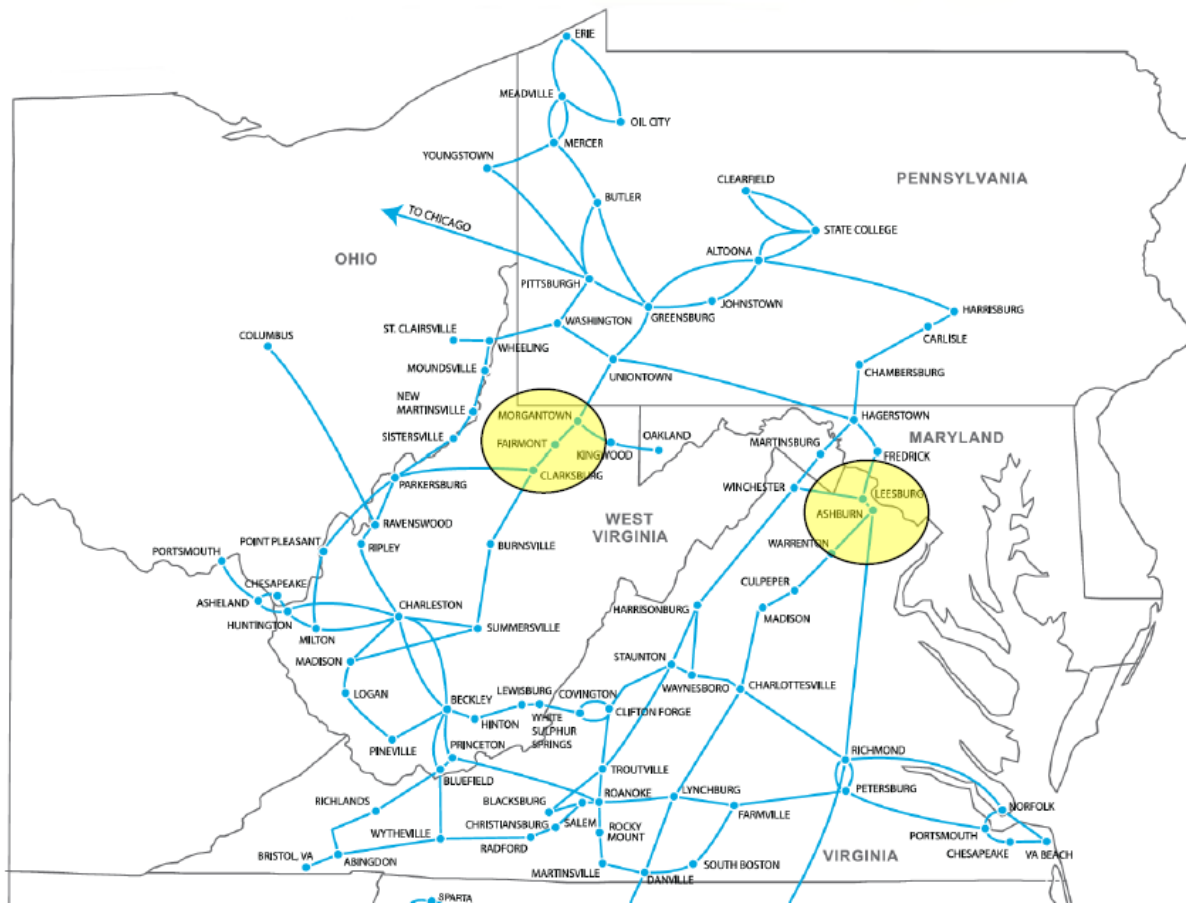 ERIE
MEADVILLE
OIL CITY
MERCER
YOUNGSTOWN
CLEARFIELD
PENNSYLVANIA
BUTLER
TO CHICAGO
STATE COLLEGE
OHIO
ALTOONA
PITTSBURGH
JOHNSTOWN
GREENSBURG
HARRISBURG
WASHINGTON
ST. CLAIRSVILLE
COLUMBUS
WHEELING
CARLISLE
MOUNDSVILLE
UNIONTOWN
CHAMBERSBURG
NEW
MARTINSVILLE
MORGANTOWN
HAGERSTOWN
SISTERSVILLE
FAIRMONT
OAKLAND
MARTINSBURG
MARYLAND
KINGWOOD
FREDRICK
CLARKSBURG
PARKERSBURG
WINCHESTER
LEESBURG
ASHBURN
WEST
VIRGINIA
RAVENSWOOD
POINT PLEASANT
RIPLEY
BURNSVILLE
WARRENTON
PORTSMOUTH
CHESAPEAKE
CULPEPER
ASHELAND
CHARLESTON
HARRISONBURG
MADISON
HUNTINGTON
MILTON
SUMMERSVILLE
MADISON
STAUNTON
LOGAN
BECKLEY
LEWISBURG
COVINGTON
WAYNESBORO
CHARLOTTESVILLE
HINTON
WHITE
SULPHUR
SPRINGS
CLIFTON FORGE
PINEVILLE
PRINCETON
RICHMOND
BLUEFIELD
TROUTVILLE
RICHLANDS
BLACKSBURG
ROANOKE
LYNCHBURG
PETERSBURG
NORFOLK
CHRISTIANSBURG
SALEM
FARMVILLE
WYTHEVILLE
RADFORD
ROCKY
MOUNT
PORTSMOUTH
CHESAPEAKE
VA BEACH
BRISTOL, VA
ABINGDON
MARTINSVILLE
SOUTH BOSTON
VIRGINIA
DANVILLE
SPARTA